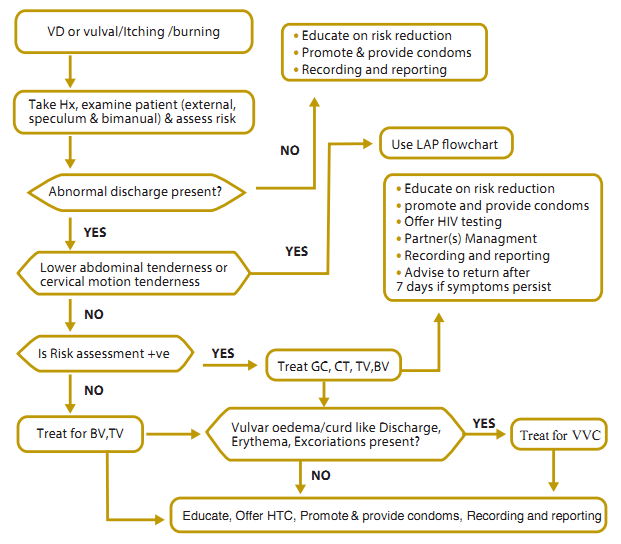 VD or vulval/Itching /burning
• Educate on risk reduction
• Promote & provide condoms
• Recording and reporting
Take Hx, examine patient (external,
speculum & bimanual) & assess risk
NO
Use LAP flowchart
Abnormal discharge present?
• Educate on risk reduction
• promote and provide condoms
• Offer HIV testing
• Partner(s) Managment
• Recording and reporting
• Advise to return after
7 days if symptoms persist
YES
YES
Lower abdominal tenderness or
cervical motion tenderness
NO
Is Risk assessment +ve
YES
Treat GC, CT, TV,BV
NO
Treat for BV,TV
Vulvar oedema/curd like Discharge,
Erythema, Excoriations present?
YES
Treat for VVC
NO
Educate, Offer HTC, Promote & provide condoms, Recording and reporting